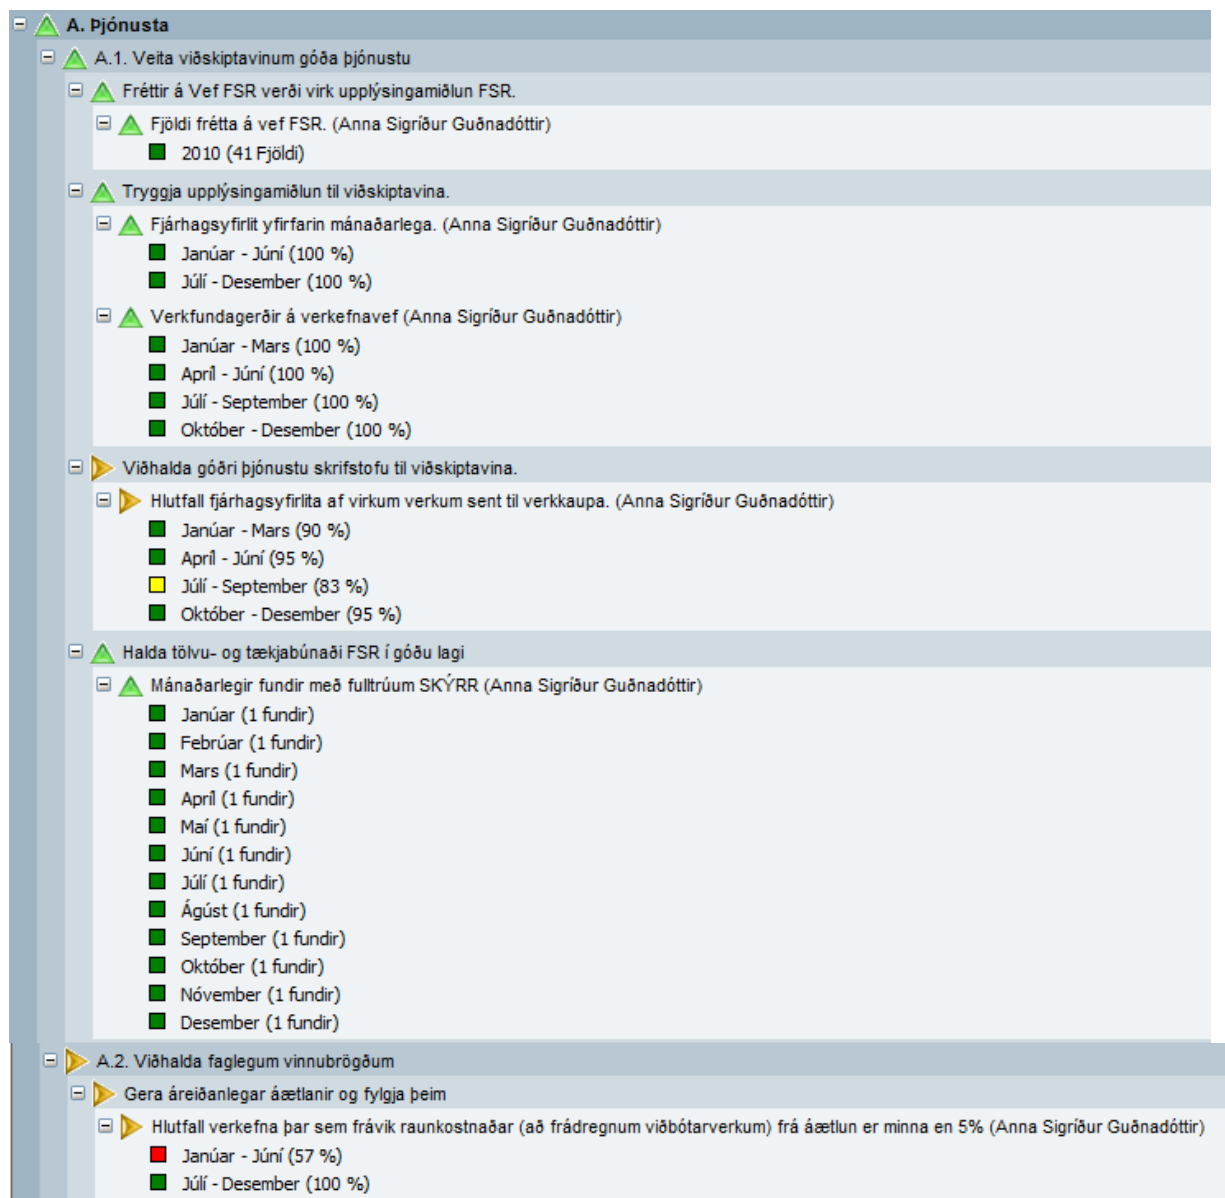 A. Þjónusta
A.1. Veita viðskiptavinum góða þjónustu
Fréttir á Vef FSR verði virk upplýsingamiðlun FSR.
Fjöldi frétta á vef FSR. (Anna Sigríður Guðnadóttir)
2010 (41 Fjöldi)
Tryggja upplýsingamiðlun til viðskiptavina.
Fjárhagsyfirlit yfirfarin mánaðarlega. (Anna Sigríður Guðnadóttir)
Janúar - Júní (100 %)
Júlí - Desember (100 %)
Verkfundagerðir á verkefnavef (Anna Sigríður Guðnadóttir)
Janúar - Mars (100 %)
Apríl - Júní (100 %)
Júlí - September (100 %)
Október - Desember (100 %)
Viðhalda góðri þjónustu skrifstofu til viðskiptavina.
Hlutfall fjárhagsyfirlita af virkum verkum sent til verkkaupa. (Anna Sigríður Guðnadóttir)
Janúar - Mars (90 %)
Apríl - Júní (95 %)
Júlí - September (83 %)
Október - Desember (95 %)
Halda tölvu- og tækjabúnaði FSR í góðu lagi
Mánaðarlegir fundir með fulltrúum SKÝRR (Anna Sigríður Guðnadóttir)
Janúar (1 fundir)
Febrúar (1 fundir)
Mars (1 fundir)
Apríl (1 fundir)
Maí (1 fundir)
Júní (1 fundir)
Júlí (1 fundir)
Ágúst (1 fundir)
September (1 fundir)
Október (1 fundir)
Nóvember (1 fundir)
Desember (1 fundir)
A.2. Viðhalda faglegum vinnubrögðum
Gera áreiðanlegar áætlanir og fylgja þeim
Hlutfall verkefna þar sem frávik raunkostnaðar (að frádregnum viðbótarverkum) frá áætlun er minna en 5% (Anna Sigríður Guðnadóttir)
Janúar - Júní (57 %)
Júlí - Desember (100 %)